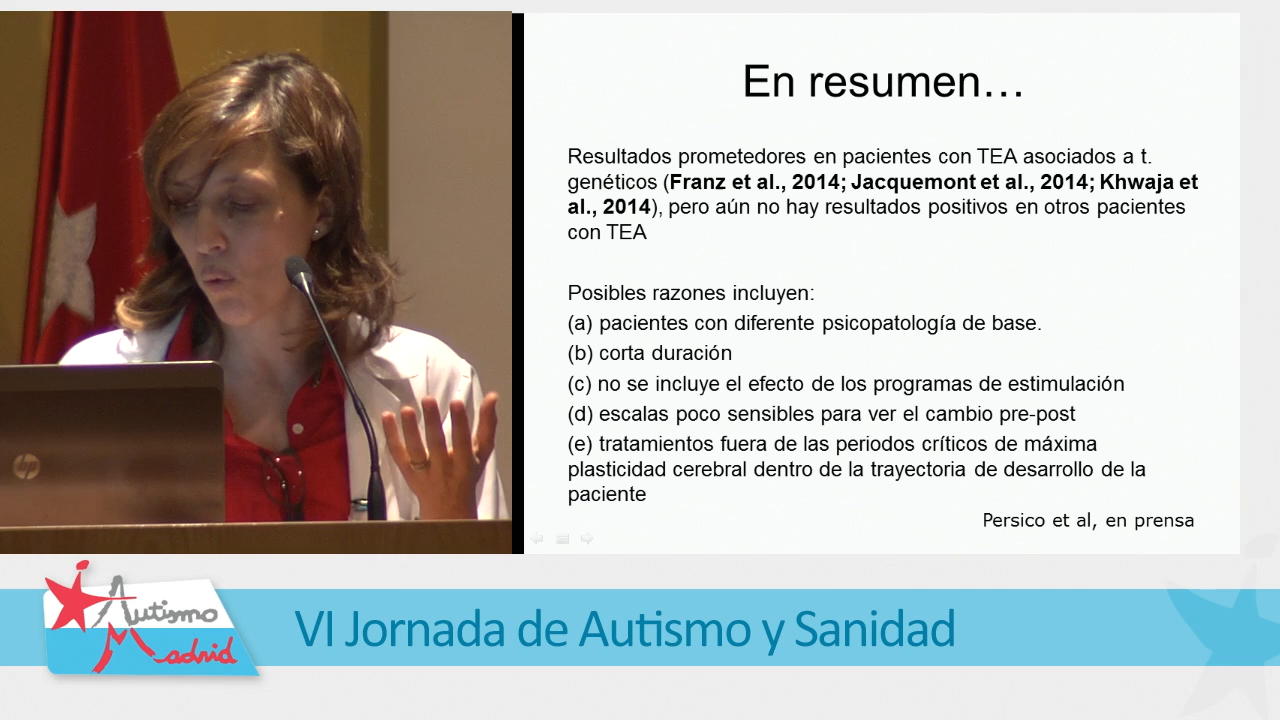 En resumen…
Resultados prometedores en pacientes con TEA asociados a t.
genéticos (Franz et al., 2014; Jacquemont et al., 2014; Khwaja et
al., 2014), pero aún no hay resultados positivos en otros pacientes
con TEA
Posibles razones incluyen:
(a) pacientes con diferente psicopatología de base.
(b) corta duración
(c) no se incluye el efecto de los programas de estimulación
(d) escalas poco sensibles para ver el cambio pre-post
(e) tratamientos fuera de las periodos críticos de máxima
plasticidad cerebral dentro de la trayectoria de desarrollo de la
paciente
Persico et al, en prensa
hp
Autismo
Madrid
VI Jornada de Autismo y Sanidad